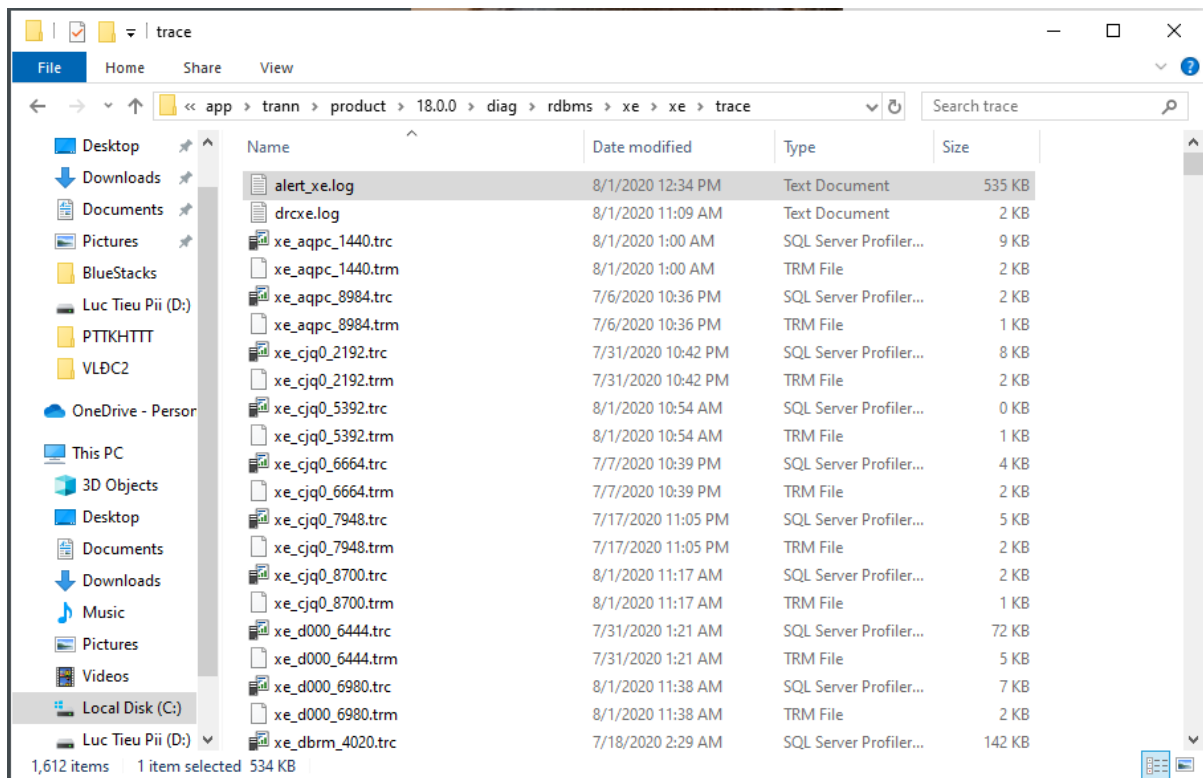 trace
File Home Share View
« app > trann > product > 18.0.0 > diag > rdbms > xe > xe > trace
Search trace
Desktop
Downloads
Documents
Pictures
BlueStacks
Luc Tieu Pii (D:)
PTTKHTTT
VLĐC2
OneDrive - Person
This PC
3D Objects
Desktop
Documents
Downloads
Music
Pictures
Videos
Local Disk (C:)
Luc Tieu Pii (D:)
Name Date modified Type Size
alert_xe.log 8/1/2020 12:34 PM Text Document 535 KB
drcxe.log 8/1/2020 11:09 AM Text Document 2 KB
xe_aqpc_1440.trc 8/1/2020 1:00 AM SQL Server Profiler... 9 KB
xe_aqpc_1440.trm 8/1/2020 1:00 AM TRM File 2 KB
xe_aqpc_8984.trc 7/6/2020 10:36 PM SQL Server Profiler... 2 KB
xe_aqpc_8984.trm 7/6/2020 10:36 PM TRM File 1 KB
xe_cjq0_2192.trc 7/31/2020 10:42 PM SQL Server Profiler... 8 KB
xe_cjq0_2192.trm 7/31/2020 10:42 PM TRM File 2 KB
xe_cjq0_5392.trc 8/1/2020 10:54 AM SQL Server Profiler... 0 KB
xe_cjq0_5392.trm 8/1/2020 10:54 AM TRM File 1 KB
xe_cjq0_6664.trc 7/7/2020 10:39 PM SQL Server Profiler... 4 KB
xe_cjq0_6664.trm 7/7/2020 10:39 PM TRM File 2 KB
xe_cjq0_7948.trc 7/17/2020 11:05 PM SQL Server Profiler... 5 KB
xe_cjq0_7948.trm 7/17/2020 11:05 PM TRM File 2 KB
xe_cjq0_8700.trc 8/1/2020 11:17 AM SQL Server Profiler... 2 KB
xe_cjq0_8700.trm 8/1/2020 11:17 AM TRM File 1 KB
xe_d000_6444.trc 7/31/2020 1:21 AM SQL Server Profiler... 72 KB
xe_d000_6444.trm 7/31/2020 1:21 AM TRM File 5 KB
xe_d000_6980.trc 8/1/2020 11:38 AM SQL Server Profiler... 7 KB
xe_d000_6980.trm 8/1/2020 11:38 AM TRM File 2 KB
xe_dbrm_4020.trc 7/18/2020 2:29 AM SQL Server Profiler... 142 KB
1,612 items 1 item selected 534 KB